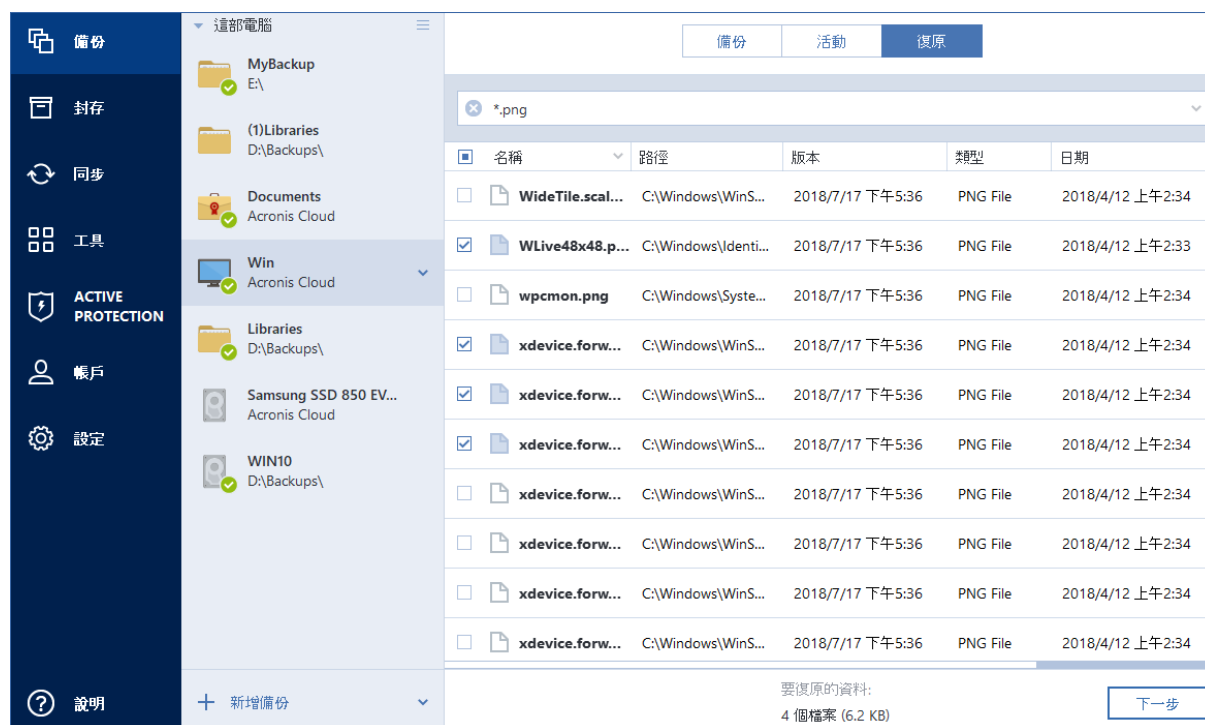 備份
封存
同步
工具
ACTIVE
PROTECTION
帳戶
設定
說明
這部電腦
MyBackup
E:\
(1)Libraries
D:\Backups\
Documents
Acronis Cloud
Win
Acronis Cloud
Libraries
D:\Backups\
Samsung SSD 850 EV...
Acronis Cloud
WIN10
D:\Backups\
新增備份
備份 活動 復原
*.png
名稱 路徑 版本 類型 日期
WideTile.scal... C:\Windows\WinS... 2018/7/17 下午5:36 PNG File 2018/4/12 上午2:34
WLive48x48.p... C:\Windows\Identi... 2018/7/17 下午5:36 PNG File 2018/4/12 上午2:33
wpcmon.png C:\Windows\Syste... 2018/7/17 下午5:36 PNG File 2018/4/12 上午2:34
xdevice.forw... C:\Windows\WinS... 2018/7/17 下午5:36 PNG File 2018/4/12 上午2:34
xdevice.forw... C:\Windows\WinS... 2018/7/17 下午5:36 PNG File 2018/4/12 上午2:34
xdevice.forw... C:\Windows\WinS... 2018/7/17 下午5:36 PNG File 2018/4/12 上午2:34
xdevice.forw... C:\Windows\WinS... 2018/7/17 下午5:36 PNG File 2018/4/12 上午2:34
xdevice.forw... C:\Windows\WinS... 2018/7/17 下午5:36 PNG File 2018/4/12 上午2:34
xdevice.forw... C:\Windows\WinS... 2018/7/17 下午5:36 PNG File 2018/4/12 上午2:34
xdevice.forw... C:\Windows\WinS... 2018/7/17 下午5:36 PNG File 2018/4/12 上午2:34
要復原的資料:
4 個檔案 (6.2 KB)
下一步